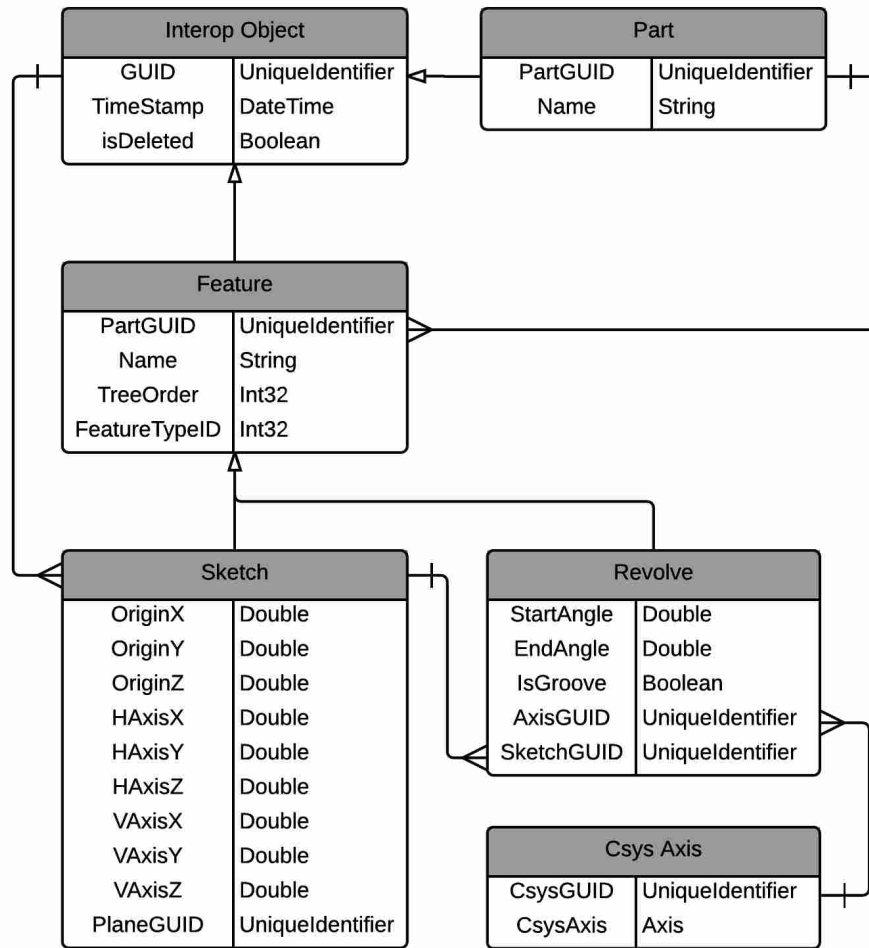 Interop Object
GUID UniqueIdentifier
TimeStamp DateTime
isDeleted Boolean
Part
PartGUID UniqueIdentifier
Name String
Feature
PartGUID UniqueIdentifier
Name String
TreeOrder Int32
FeatureTypeID Int32
Sketch
OriginX Double
OriginY Double
OriginZ Double
HAxisX Double
HAxisY Double
HAxisZ Double
VAxisX Double
VAxisY Double
VAxisZ Double
PlaneGUID UniqueIdentifier
Revolve
StartAngle Double
EndAngle Double
IsGroove Boolean
AxisGUID UniqueIdentifier
SketchGUID UniqueIdentifier
Csys Axis
CsysGUID UniqueIdentifier
CsysAxis Axis